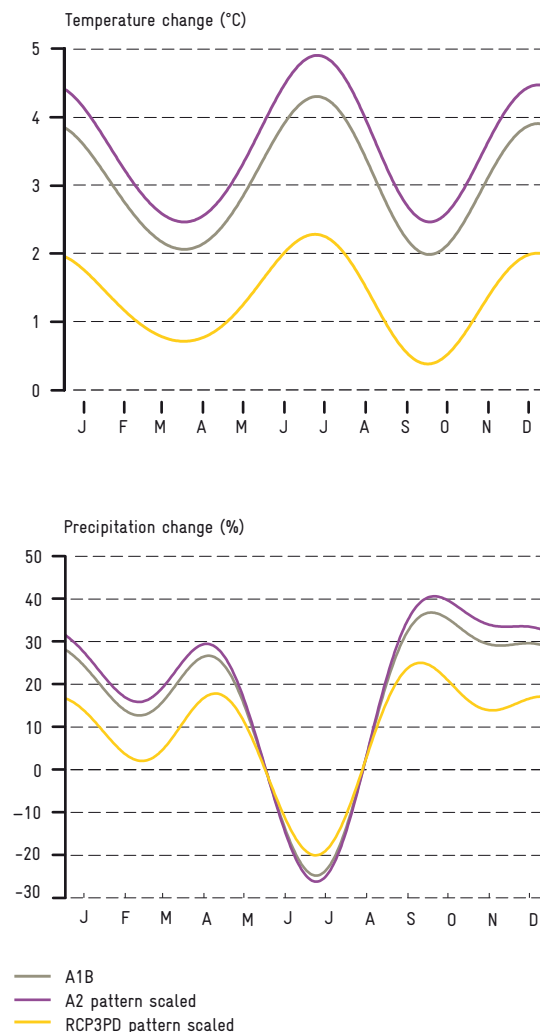 Temperature change (°C)
5
4
3
2
1
0
J F M A M J J A S O N D
Precipitation change (%)
50
40
30
20
10
0
-10
-20
-30
J F M A M J J A S O N D
A1B
A2 pattern scaled
RCP3PD pattern scaled